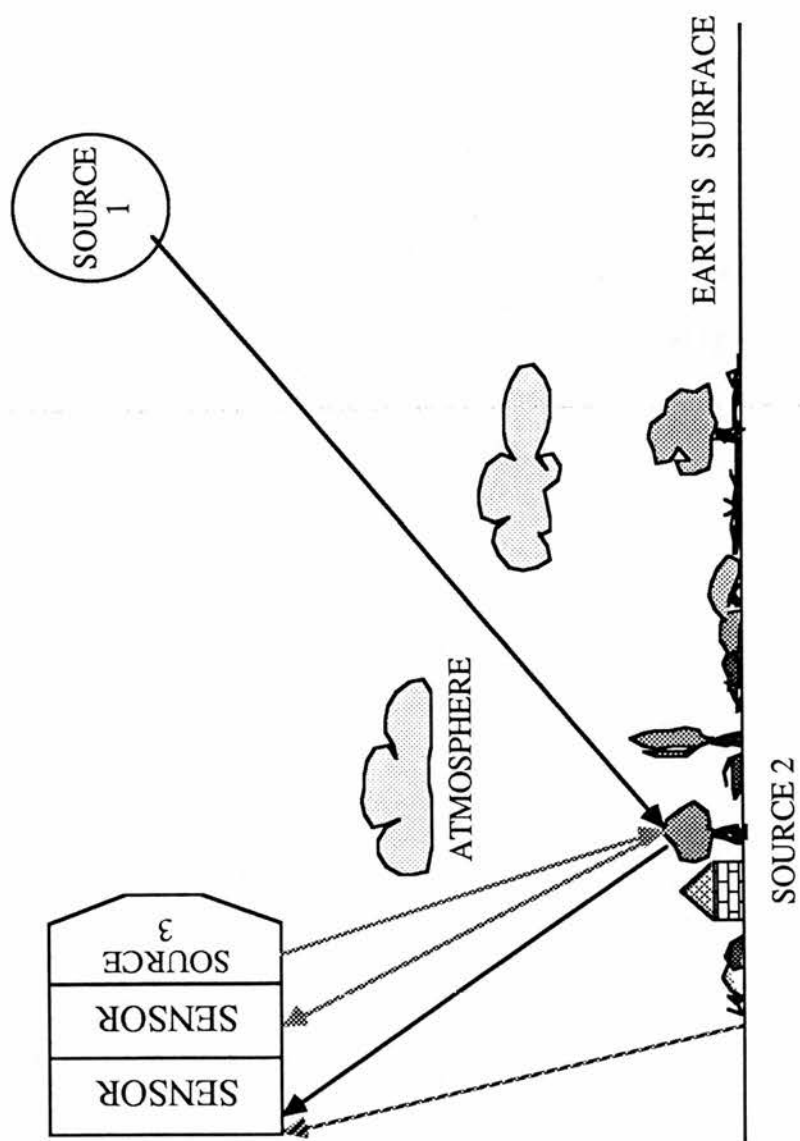 SOURCE
1
SENSOR
SENSOR
SOURCE
3
ATMOSPHERE
EARTH'S SURFACE
SOURCE 2